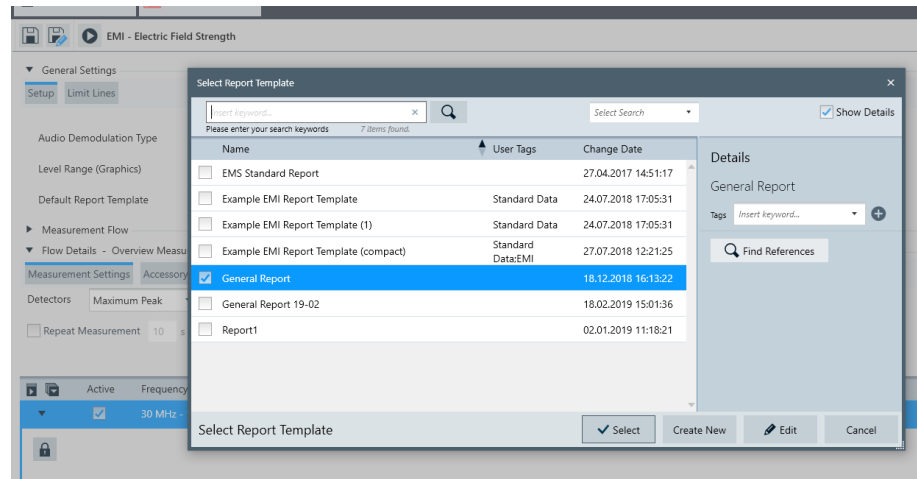 EMI - Electric Field Strength
General Settings
Setup Limit Lines
Audio Demodulation Type
Level Range (Graphics)
Default Report Template
Measurement Flow
Flow Details - Overview Measu
Measurement Settings Accessory
Detectors Maximum Peak
Repeat Measurement 10 s
Active Frequency
30 MHz -
Select Report Template
Insert keyword...
Select Search
Show Details
Please enter your search keywords 7 items found.
Name User Tags Change Date
EMS Standard Report 27.04.2017 14:51:17
Example EMI Report Template Standard Data 24.07.2018 17:05:31
Example EMI Report Template (1) Standard Data 24.07.2018 17:05:31
Example EMI Report Template (compact) Standard Data;EMI 27.07.2018 12:21:25
General Report 18.12.2018 16:13:22
General Report 19-02 18.02.2019 15:01:36
Report1 02.01.2019 11:18:21
Details
General Report
Tags Insert keyword...
Find References
Select Report Template
Select Create New Edit Cancel